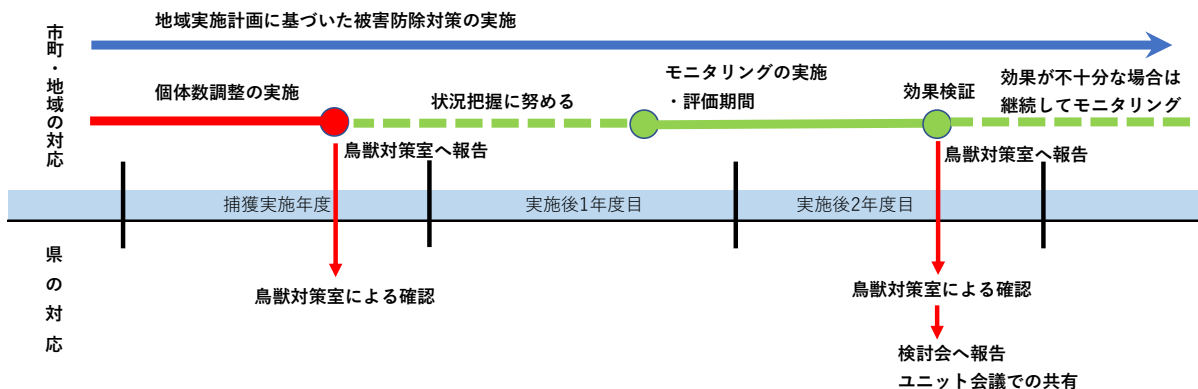 地域実施計画に基づいた被害防除対策の実施
市町・地域の対応
個体数調整の実施
状況把握に努める
モニタリングの実施
・評価期間
効果検証
効果が不十分な場合は
継続してモニタリング
鳥獣対策室へ報告
鳥獣対策室へ報告
捕獲実施年度
実施後1年度目
実施後2年度目
県の対応
鳥獣対策室による確認
鳥獣対策室による確認
検討会へ報告
ユニット会議での共有